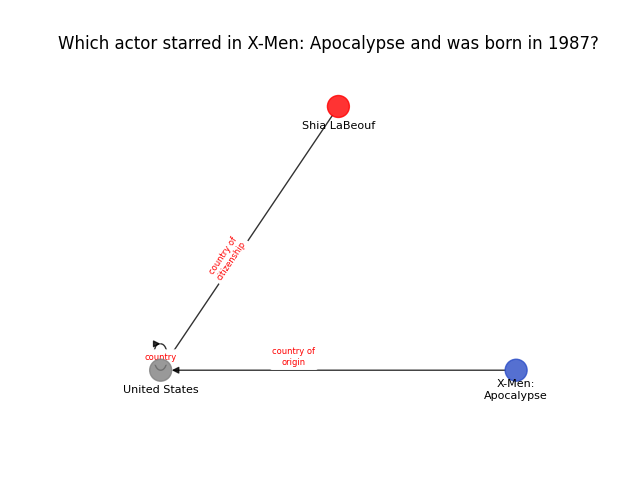 Which actor starred in X-Men: Apocalypse and was born in 1987?
Shia LaBeouf
country of
citizenship
country of
origin
country
United States
X-Men:
Apocalypse